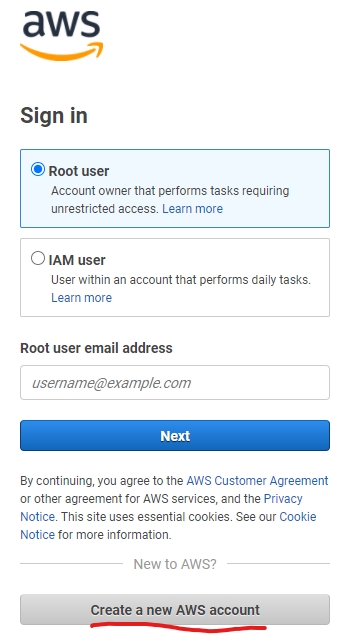 aws
Sign in
Root user
Account owner that performs tasks requiring
unrestricted access. Learn more
IAM user
User within an account that performs daily tasks.
Learn more
Root user email address
username@example.com
Next
By continuing, you agree to the AWS Customer Agreement
or other agreement for AWS services, and the Privacy
Notice. This site uses essential cookies. See our Cookie
Notice for more information.
New to AWS?
Create a new AWS account